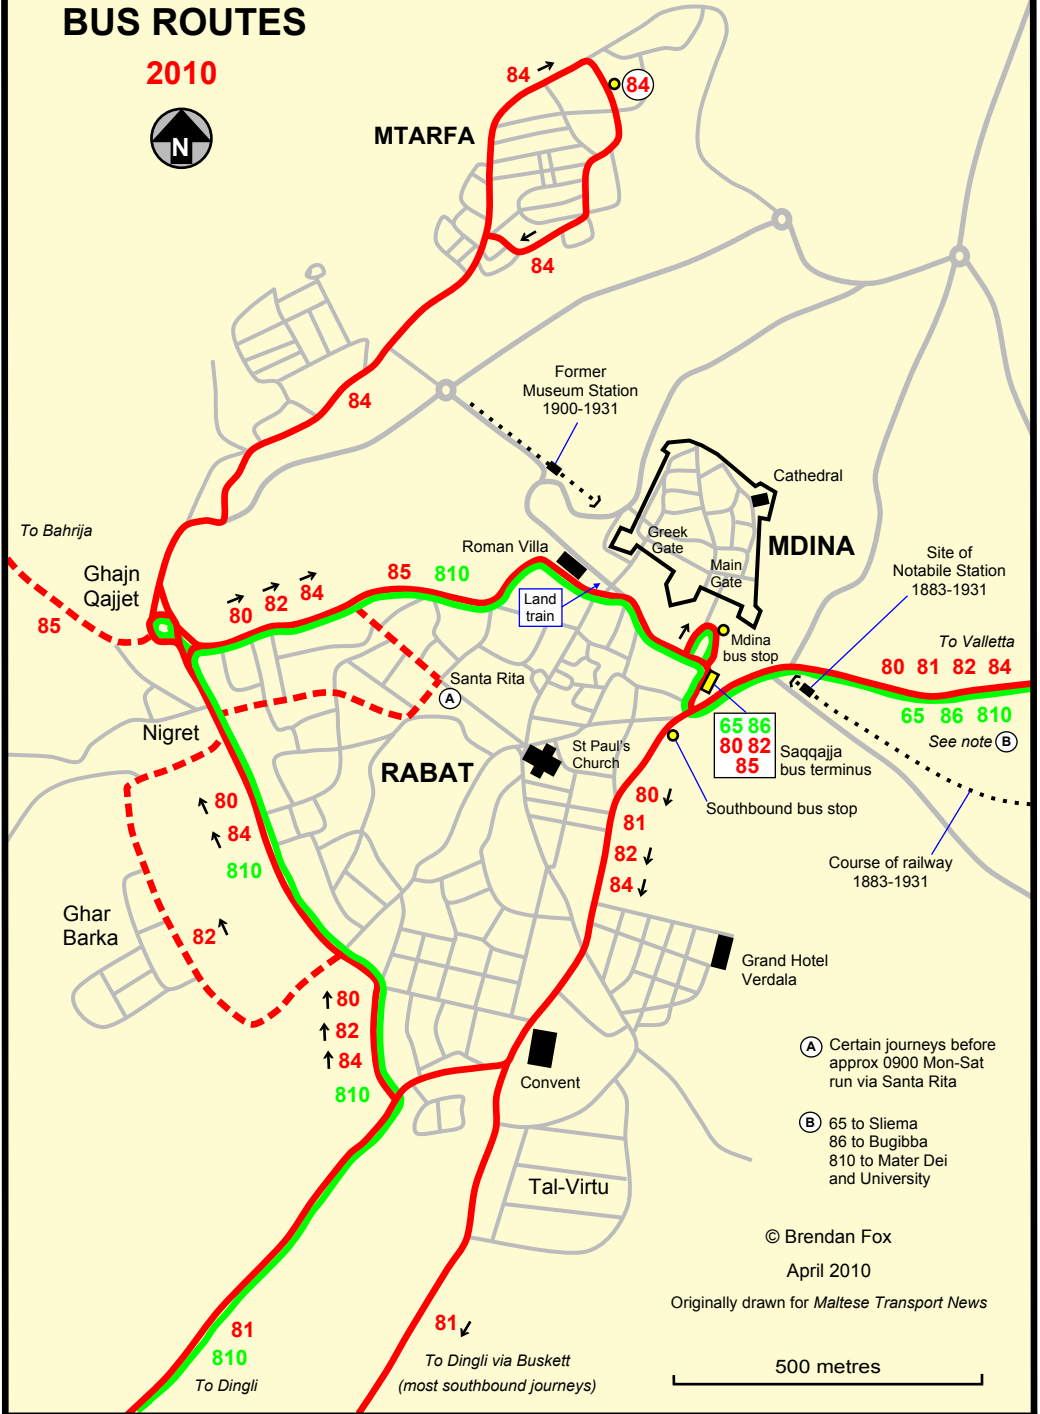 BUS ROUTES
2010
N
84
84
MTARFA
84
84
Former
Museum Station
1900-1931
Cathedral
Greek
Gate
MDINA
Main
Gate
To Bahrija
Ghajn
Qajjet
85
80
82
84
85
810
Roman Villa
Land
train
Site of
Notabile Station
1883-1931
Mdina
bus stop
To Valletta
80 81 82 84
65 86 810
See note B
Santa Rita
A
Nigret
RABAT
St Paul's
Church
65 86
80 82
85
Saqqajja
bus terminus
Southbound bus stop
80
81
82
84
80
84
810
82
Course of railway
1883-1931
Ghar
Barka
Grand Hotel
Verdala
80
82
84
810
Convent
A Certain journeys before
approx 0900 Mon-Sat
run via Santa Rita
B 65 to Sliema
86 to Bugibba
810 to Mater Dei
and University
Tal-Virtu
© Brendan Fox
April 2010
Originally drawn for Maltese Transport News
81
810
To Dingli
81
To Dingli via Buskett
(most southbound journeys)
500 metres